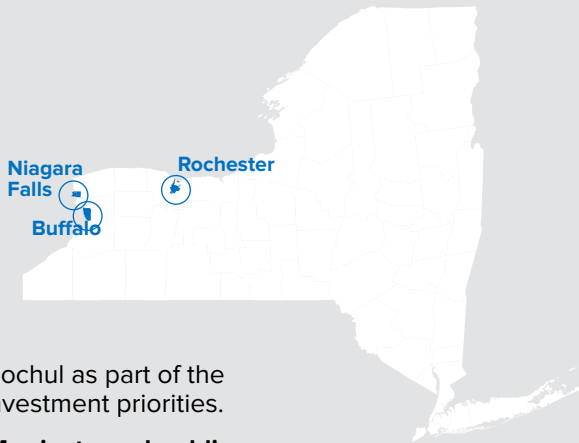 Niagara
Falls
Rochester
Buffalo
ochul as part of the
vestment priorities.